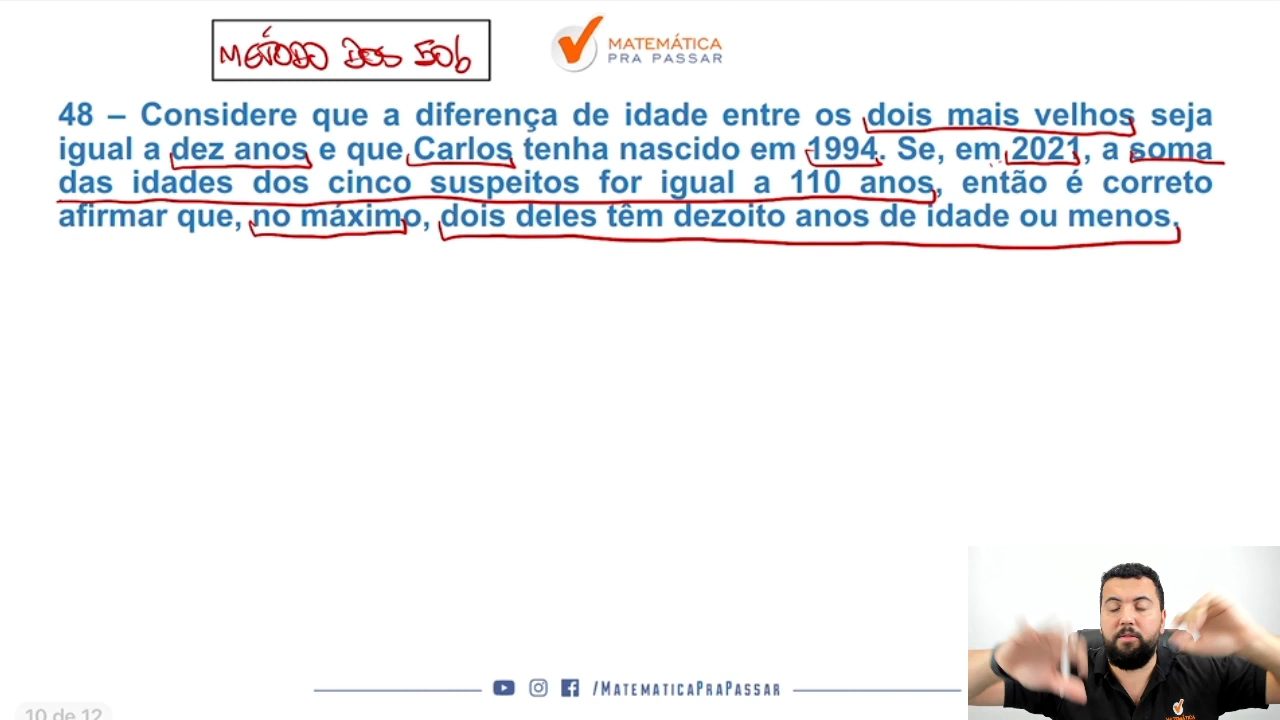 MÉTODO DOS 50b
MATEMÁTICA
PRA PASSAR
48 – Considere que a diferença de idade entre os dois mais velhos seja
igual a dez anos e que Carlos tenha nascido em 1994. Se, em 2021, a soma
das idades dos cinco suspeitos for igual a 110 anos, então é correto
afirmar que, no máximo, dois deles têm dezoito anos de idade ou menos.
/MATEMATICAPRAPASSAR
10 de 12